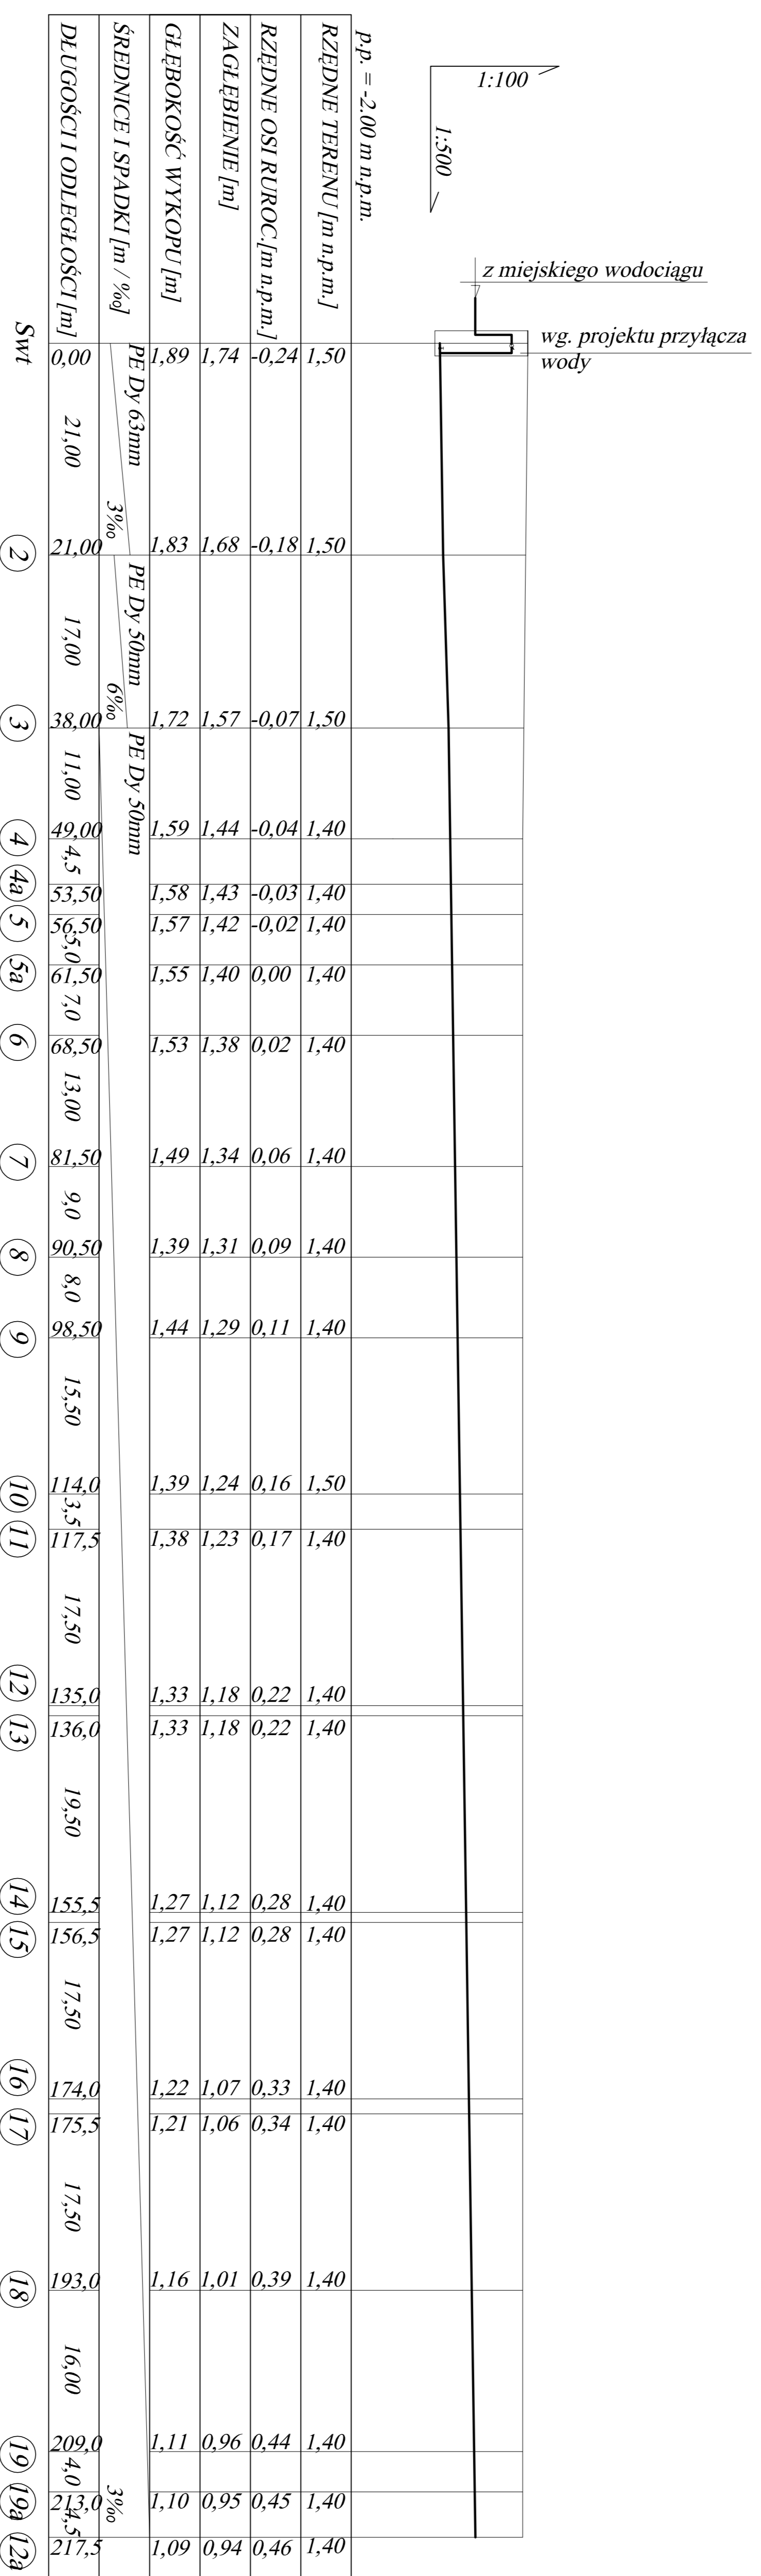 1:100
1:500
z miejskiego wodociągu
wg. projektu przyłącza
wody
p.p. = -2.00 m n.p.m.
RZĘDNE TERENU [m n.p.m.] 1,50 1,50 1,50 1,40 1,40 1,40 1,40 1,40 1,40 1,40 1,40 1,50 1,40 1,40 1,40 1,40 1,40 1,40 1,40 1,40 1,40 1,40 1,40
RZĘDNE OSI RUROC.[m n.p.m.] -0,24 -0,18 -0,07 -0,04 -0,03 -0,02 0,00 0,02 0,06 0,09 0,11 0,16 0,17 0,22 0,22 0,28 0,28 0,33 0,34 0,39 0,44 0,45 0,46
ZAGŁĘBIENIE [m] 1,74 1,68 1,57 1,44 1,43 1,42 1,40 1,38 1,34 1,31 1,29 1,24 1,23 1,18 1,18 1,12 1,12 1,07 1,06 1,01 0,96 0,95 0,94
GŁĘBOKOŚĆ WYKOPU [m] 1,89 1,83 1,72 1,59 1,58 1,57 1,55 1,53 1,49 1,39 1,44 1,39 1,38 1,33 1,33 1,27 1,27 1,22 1,21 1,16 1,11 1,10 1,09
ŚREDNICE I SPADKI [m / ‰] PE Dy 63mm 3‰ PE Dy 50mm 6‰ PE Dy 50mm 3‰
DŁUGOŚCI I ODLEGŁOŚCI [m] 0,00 21,00 21,00 17,00 38,00 11,00 49,00 4,5 53,50 56,50 5,0 61,50 7,0 68,50 13,00 81,50 9,0 90,50 8,0 98,50 15,50 114,0 3,5 117,5 17,50 135,0 136,0 19,50 155,5 156,5 17,50 174,0 175,5 17,50 193,0 16,00 209,0 4,0 213,0 4,5 217,5
Swt 2 3 4 4a 5 5a 6 7 8 9 10 11 12 13 14 15 16 17 18 19 19a 12a